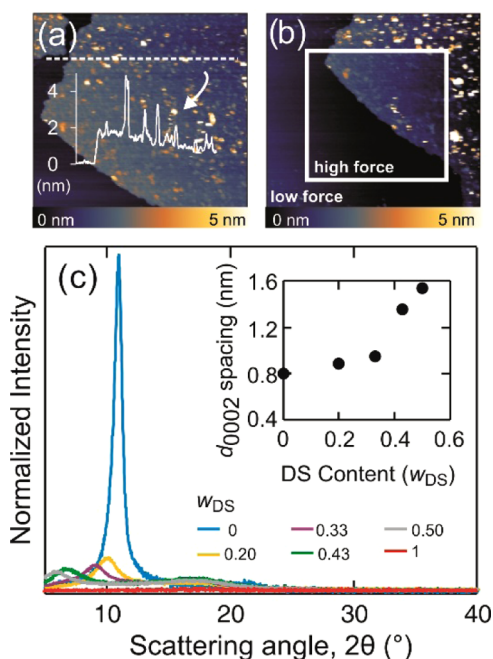 (a)
4
2
0
(nm)
0 nm 5 nm
(b)
high force
low force
0 nm 5 nm
(c)
Normalized Intensity
d0002 spacing (nm)
1.6
1.2
0.8
0.4
0 0.2 0.4 0.6
DS Content (wDS)
wDS
0 0.33 0.50
0.20 0.43 1
10 20 30 40
Scattering angle, 2θ (°)